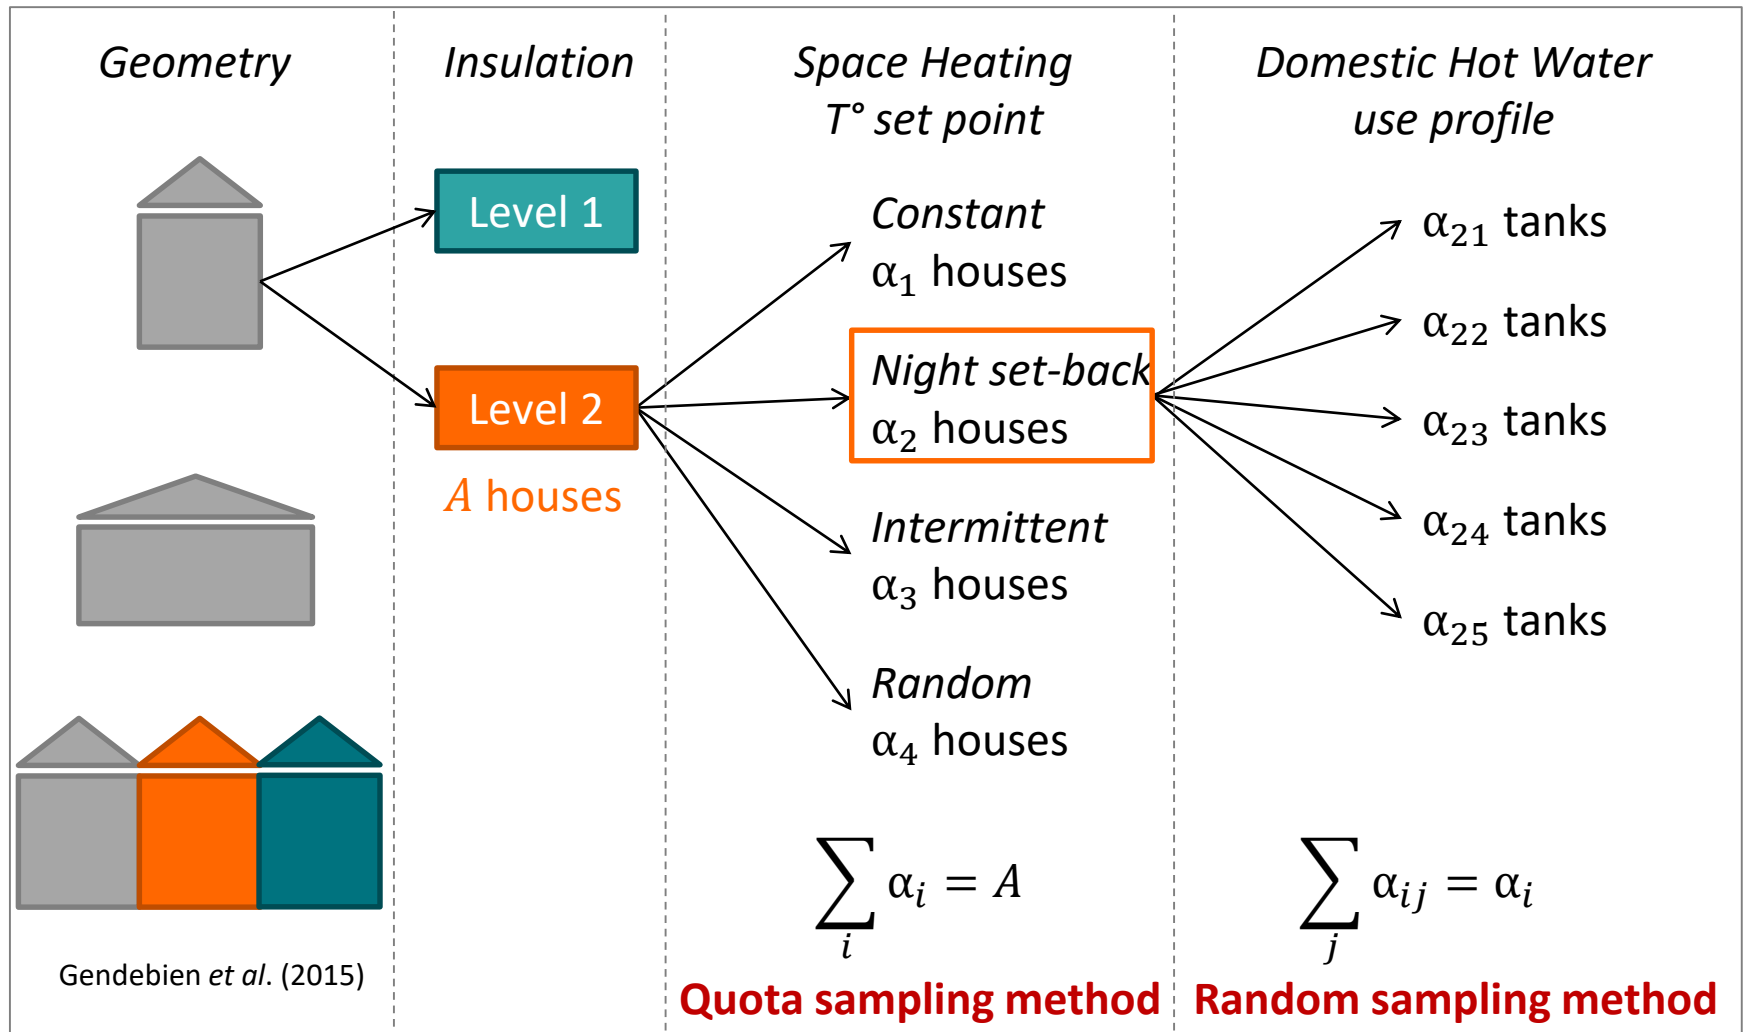 Geometry
Insulation
Space Heating
T° set point
Domestic Hot Water
use profile
Level 1
Level 2
A houses
Constant
α₁ houses
Night set-back
α₂ houses
Intermittent
α₃ houses
Random
α₄ houses
α₂₁ tanks
α₂₂ tanks
α₂₃ tanks
α₂₄ tanks
α₂₅ tanks
∑ᵢ αᵢ = A
∑ⱼ αᵢⱼ = αᵢ
Gendebien et al. (2015)
Quota sampling method
Random sampling method